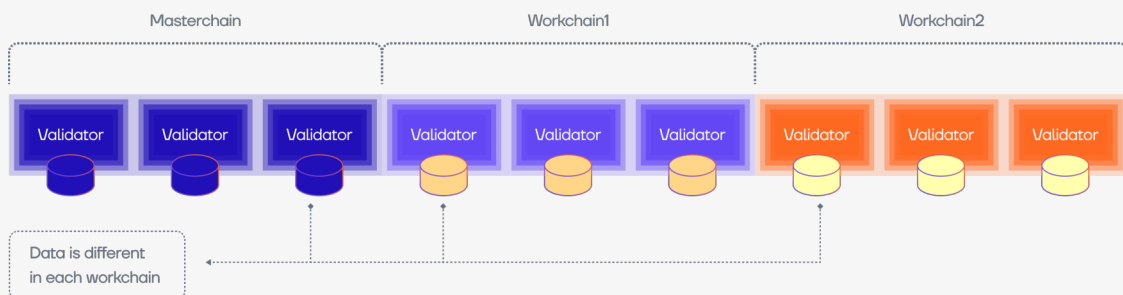 Masterchain Workchain1 Workchain2
Validator Validator Validator Validator Validator Validator Validator Validator Validator
Data is different
in each workchain